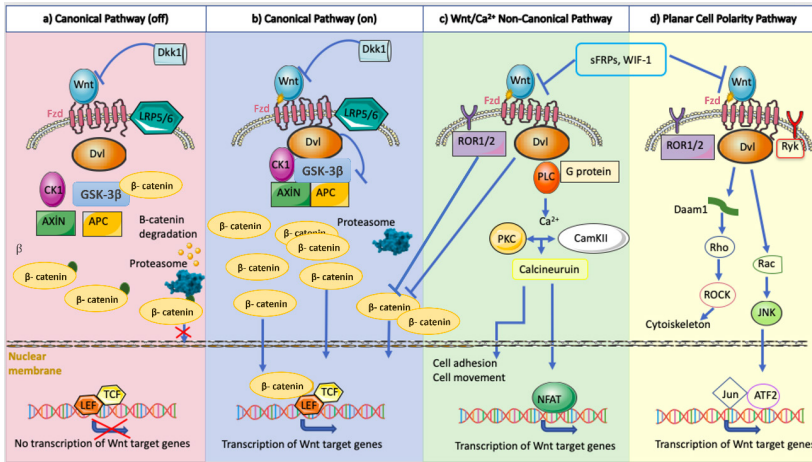 a) Canonical Pathway (off)
Dkk1
Wnt
Fzd
LRP5/6
Dvl
CK1
GSK-3β
β- catenin
AXİN
APC
B-catenin
degradation
β
Proteasome
β- catenin
β- catenin
β- catenin
Nuclear
membrane
TCF
LEF
No transcription of Wnt target genes
b) Canonical Pathway (on)
Dkk1
Wnt
Fzd
LRP5/6
Dvl
CK1
GSK-3β
AXİN
APC
Proteasome
β- catenin
β- catenin
β- catenin
β- catenin
β- catenin
β- catenin
β- catenin
β- catenin
β- catenin
TCF
LEF
Transcription of Wnt target genes
c) Wnt/Ca²⁺ Non-Canonical Pathway
sFRPs, WIF-1
Wnt
Fzd
ROR1/2
Dvl
PLC
G protein
Ca²⁺
PKC
CamKII
Calcineuruin
Cell adhesion
Cell movement
NFAT
Transcription of Wnt target genes
d) Planar Cell Polarity Pathway
Wnt
Fzd
ROR1/2
Dvl
Ryk
Daam1
Rho
Rac
ROCK
JNK
Cytoiskeleton
Jun
ATF2
Transcription of Wnt target genes